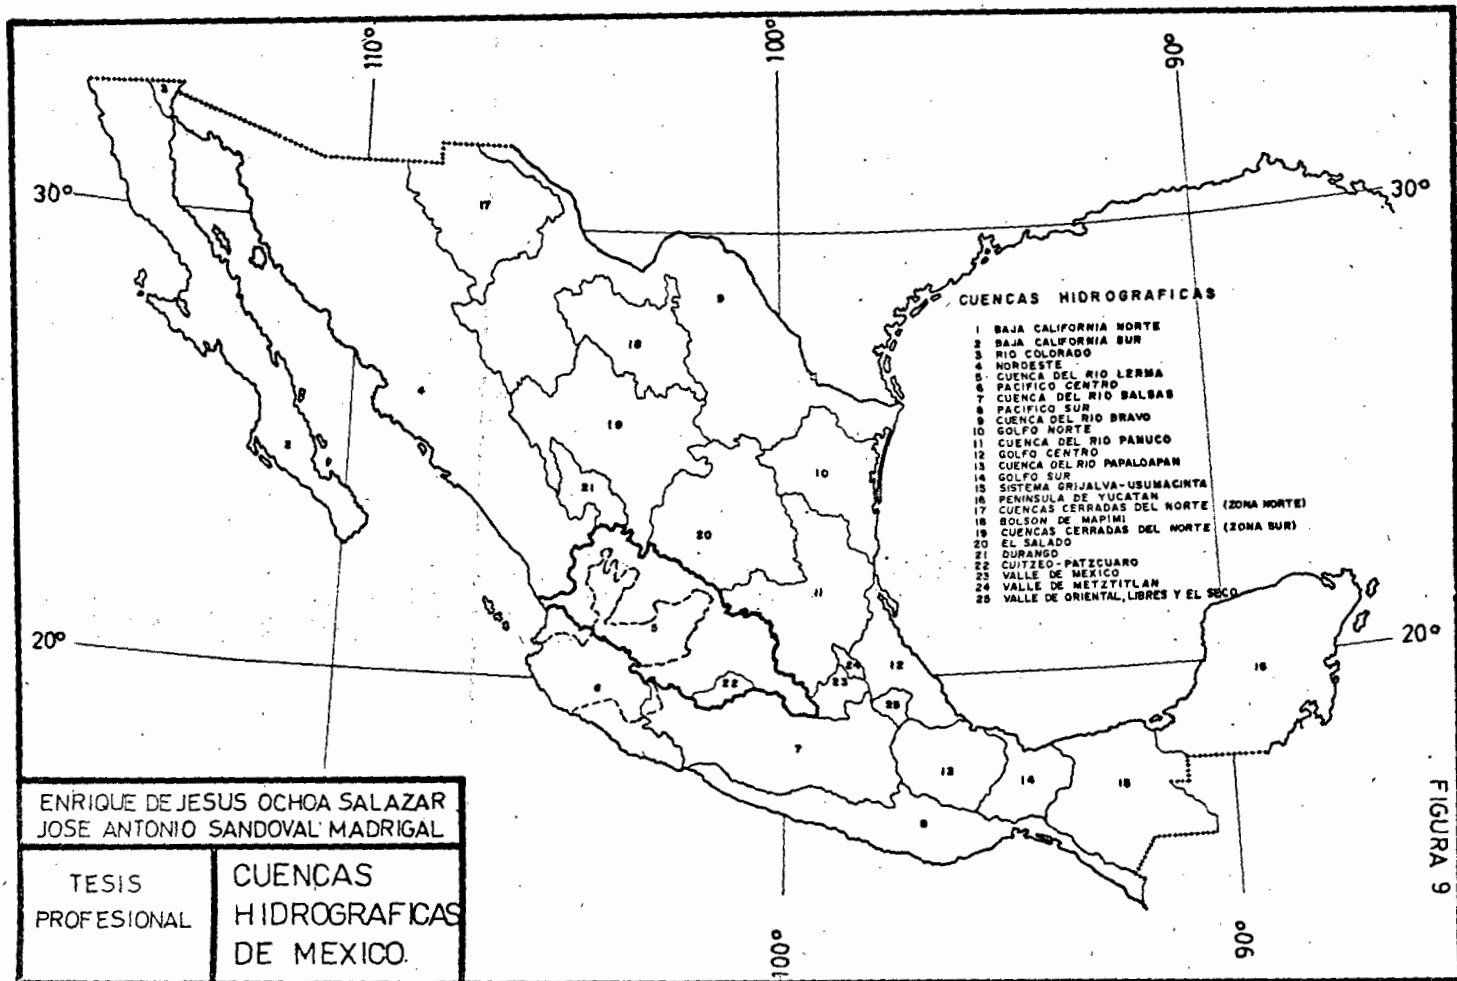 110°
100°
90°
30°
30°
20°
20°
100°
90°
3
17
9
18
4
19
2
21
10
20
11
5
24
12
22
23
6
25
16
7
13
14
15
8
CUENCAS HIDROGRAFICAS
1 BAJA CALIFORNIA NORTE
2 BAJA CALIFORNIA SUR
3 RIO COLORADO
4 NOROESTE
5 CUENCA DEL RIO LERMA
6 PACIFICO CENTRO
7 CUENCA DEL RIO BALSAS
8 PACIFICO SUR
9 CUENCA DEL RIO BRAVO
10 GOLFO NORTE
11 CUENCA DEL RIO PANUCO
12 GOLFO CENTRO
13 CUENCA DEL RIO PAPALOAPAN
14 GOLFO SUR
15 SISTEMA GRIJALVA-USUMACINTA
16 PENINSULA DE YUCATAN
17 CUENCAS CERRADAS DEL NORTE (ZONA NORTE)
18 BOLSON DE MAPIMI
19 CUENCAS CERRADAS DEL NORTE (ZONA SUR)
20 EL SALADO
21 DURANGO
22 CUITZEO-PATZCUARO
23 VALLE DE MEXICO
24 VALLE DE METZTITLAN
25 VALLE DE ORIENTAL, LIBRES Y EL SECO
FIGURA 9
ENRIQUE DE JESUS OCHOA SALAZAR
JOSE ANTONIO SANDOVAL MADRIGAL
TESIS
PROFESIONAL
CUENCAS
HIDROGRAFICAS
DE MEXICO.